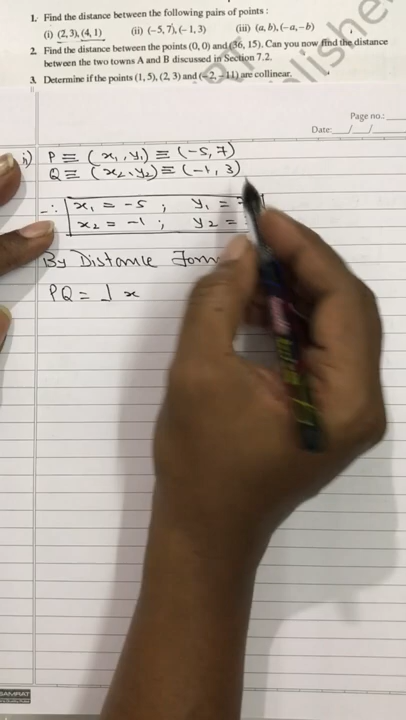 1. Find the distance between the following pairs of points :
(i) (2, 3), (4, 1) (ii) (−5, 7), (−1, 3) (iii) (a, b), (−a, −b)
2. Find the distance between the points (0, 0) and (36, 15). Can you now find the distance
between the two towns A and B discussed in Section 7.2.
3. Determine if the points (1, 5), (2, 3) and (−2, −11) are collinear.
Page no.:
Date: / /
P ≡ (x₁, y₁) ≡ (−5, 7)
Q ≡ (x₂, y₂) ≡ (−1, 3)
∴ x₁ = −5 ; y₁ =
x₂ = −1 ; y₂ =
By Distance
PQ = √ x
SAMRAT